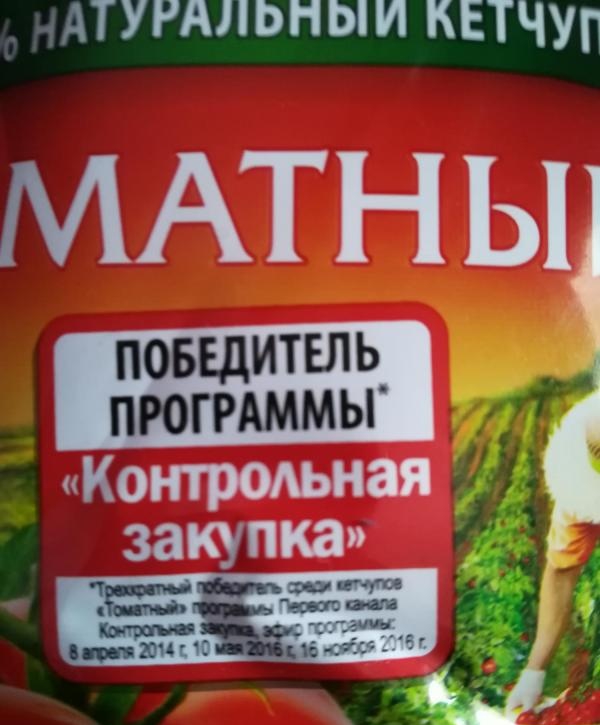 % НАТУРАЛЬНЫЙ КЕТЧУП
МАТНЫ
ПОБЕДИТЕЛЬ
ПРОГРАММЫ*
«Контрольная
закупка»
*Трехкратный победитель среди кетчупов
«Томатный» программы Первого канала
Контрольная закупка, эфир программы:
8 апреля 2014 г, 10 мая 2016 г, 16 ноября 2016 г.